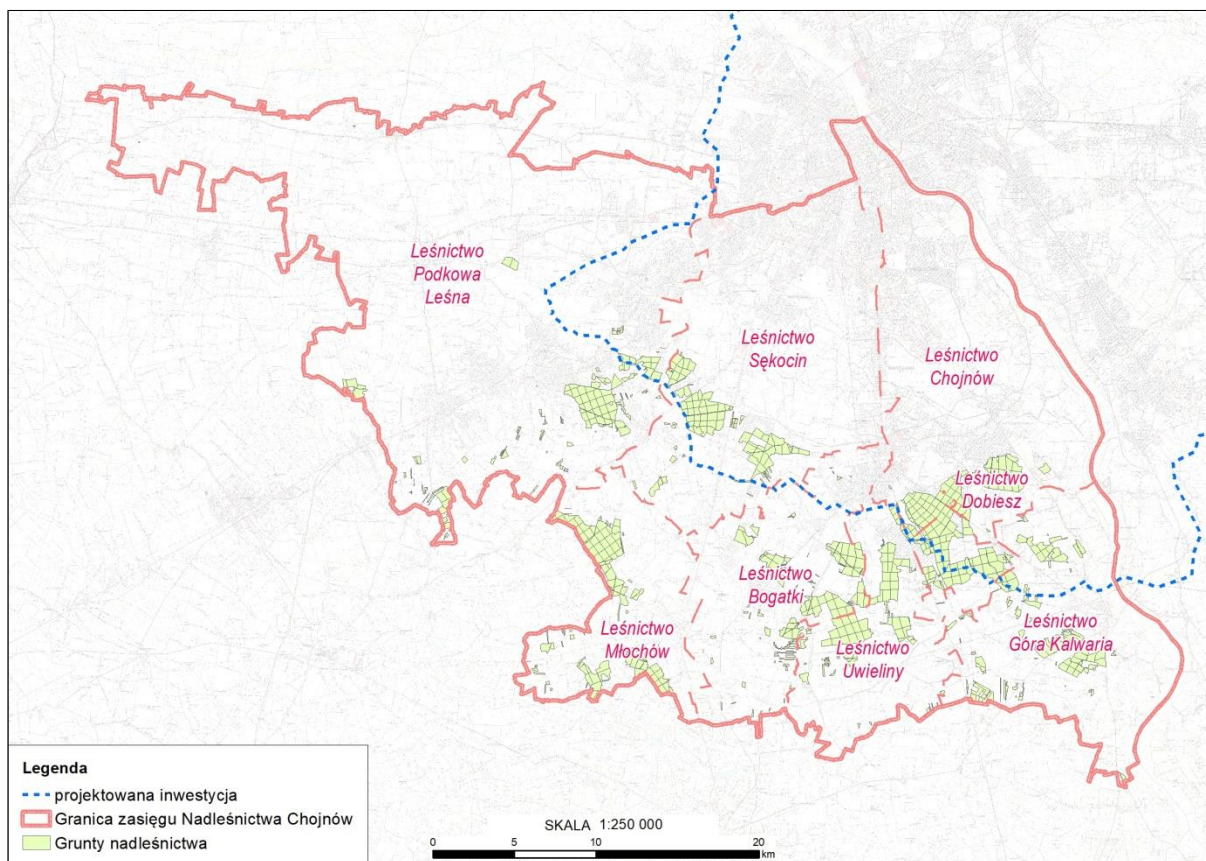 Leśnictwo
Podkowa
Leśna
Leśnictwo
Sękocin
Leśnictwo
Chojnów
Leśnictwo
Dobiesz
Leśnictwo
Bogatki
Leśnictwo
Młochów
Leśnictwo
Uwieliny
Leśnictwo
Góra Kalwaria
Legenda
projektowana inwestycja
Granica zasięgu Nadleśnictwa Chojnów
Grunty nadleśnictwa
SKALA 1:250 000
0 5 10 20
km